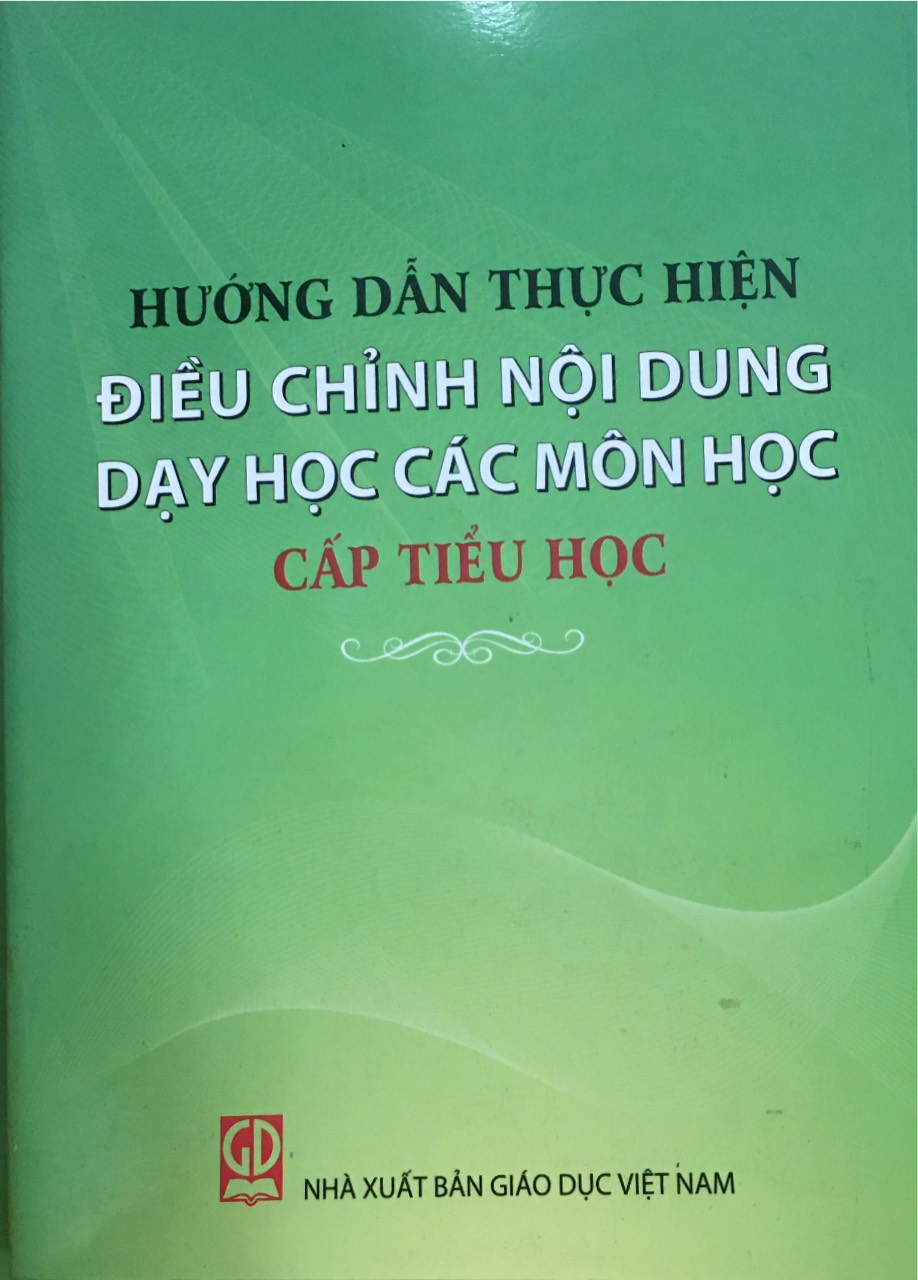 HƯỚNG DẪN THỰC HIỆN
ĐIỀU CHỈNH NỘI DUNG
DẠY HỌC CÁC MÔN HỌC
CẤP TIỂU HỌC
GD
NHÀ XUẤT BẢN GIÁO DỤC VIỆT NAM